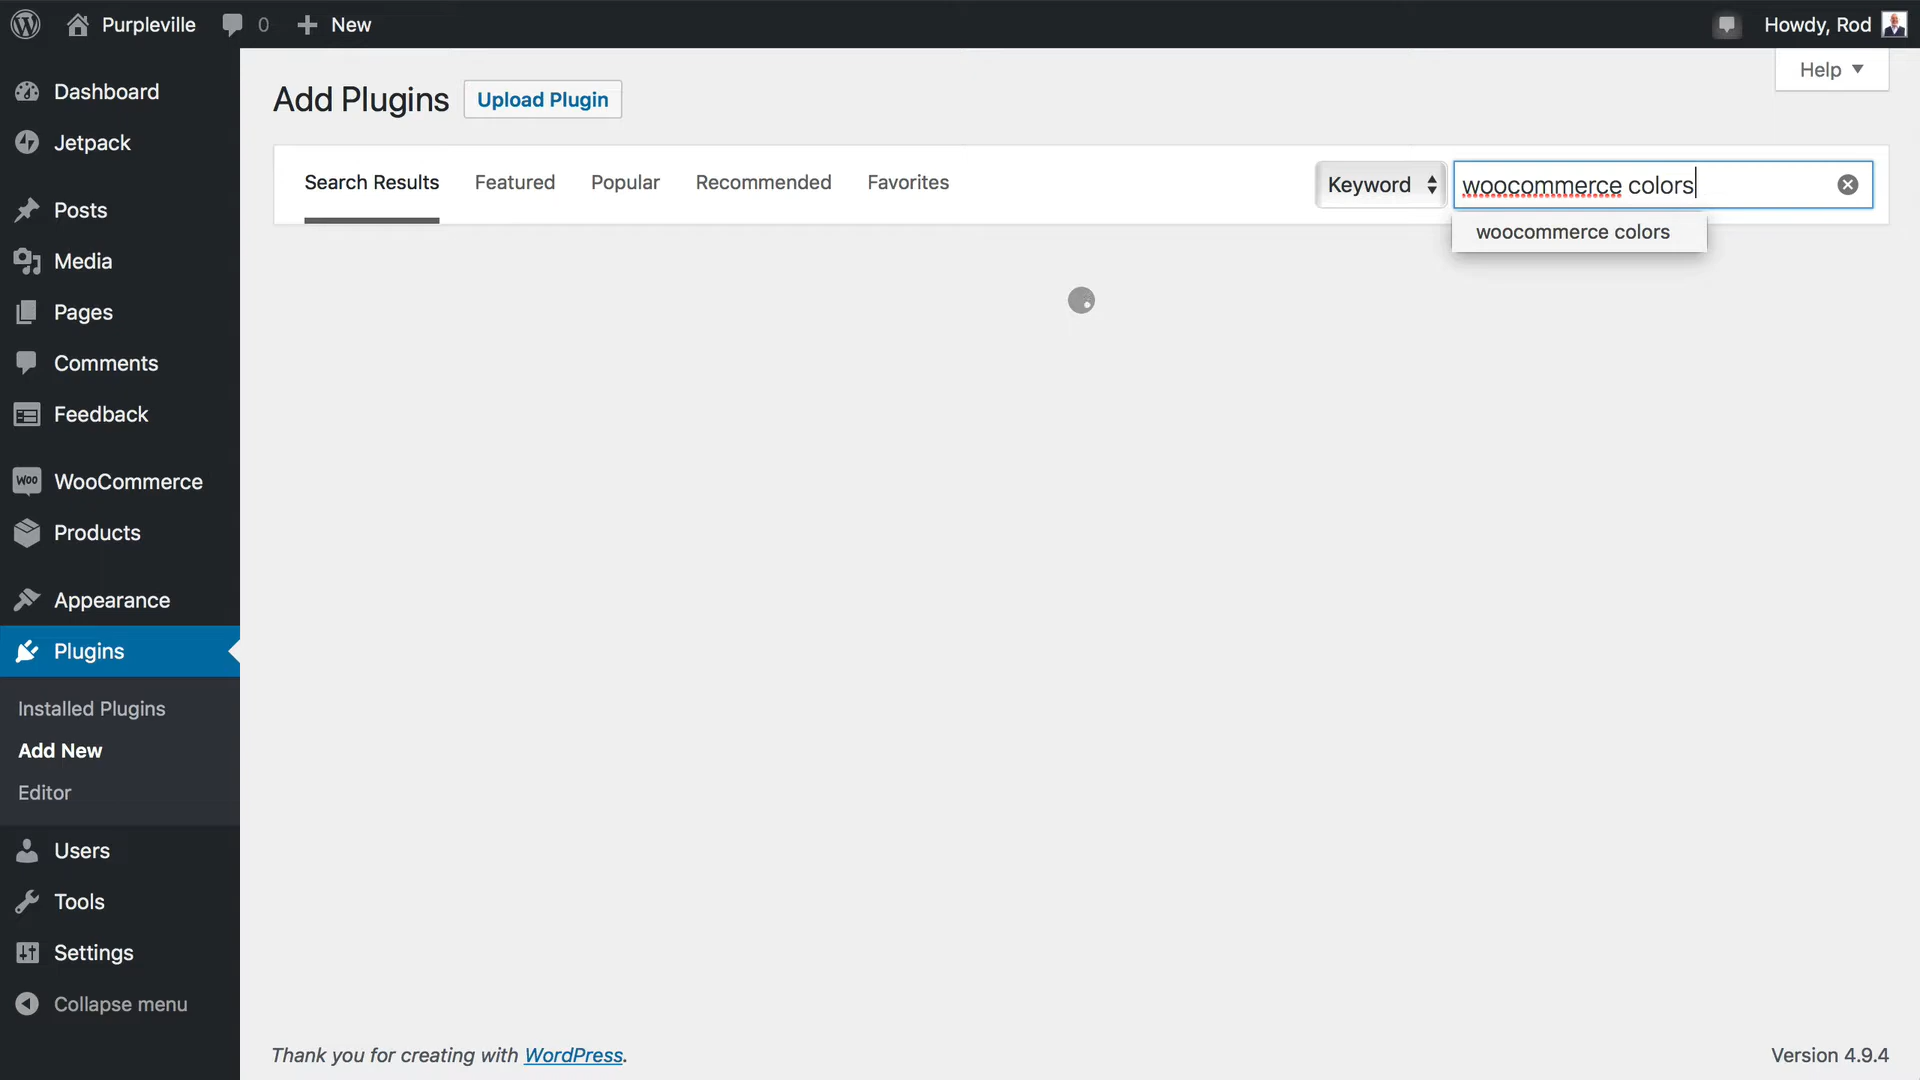 Purpleville 0 New Howdy, Rod
Help
Add Plugins Upload Plugin
Search Results Featured Popular Recommended Favorites Keyword woocommerce colors
woocommerce colors
Dashboard
Jetpack
Posts
Media
Pages
Comments
Feedback
Woo WooCommerce
Products
Appearance
Plugins
Installed Plugins
Add New
Editor
Users
Tools
Settings
Collapse menu
Thank you for creating with WordPress.
Version 4.9.4